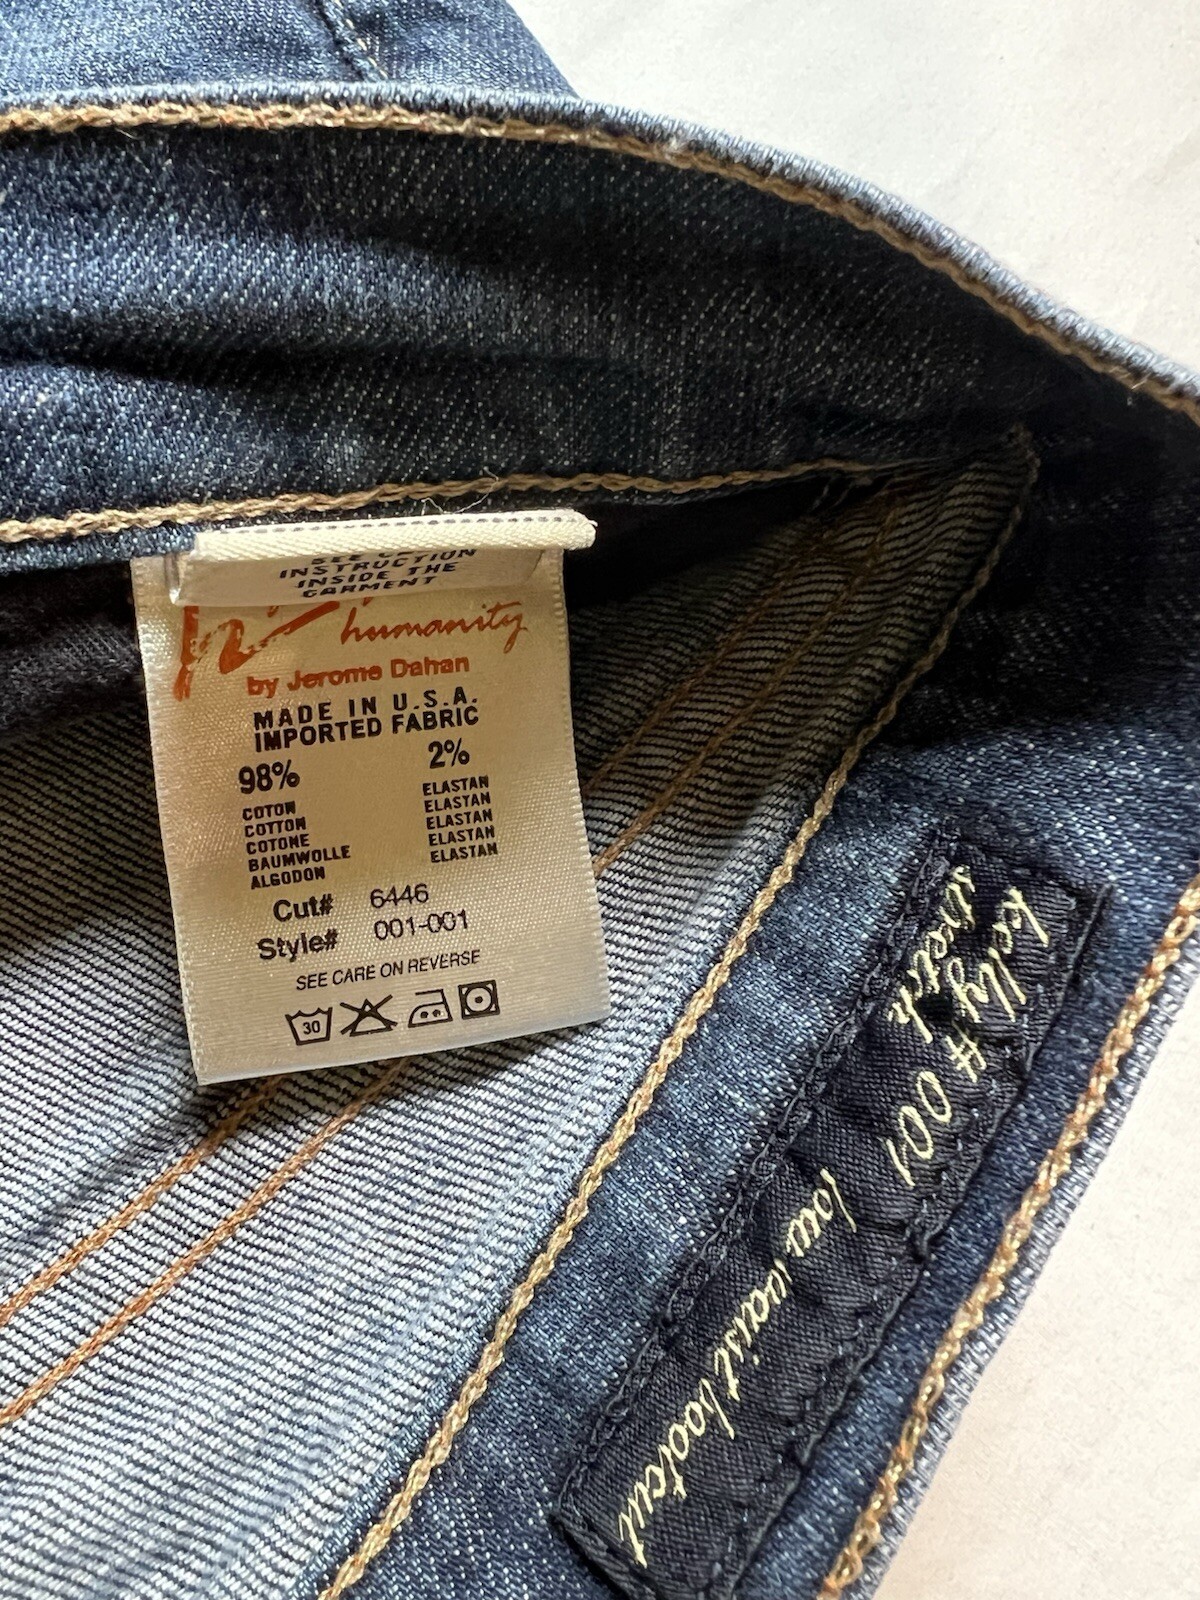 INSTRUCTION
INSIDE THE
GARMENT
humanity
by Jerome Dahan
MADE IN U.S.A.
IMPORTED FABRIC
98% 2%
COTON ELASTAN
COTTON ELASTAN
COTONE ELASTAN
BAUMWOLLE ELASTAN
ALGODON ELASTAN
Cut# 6446
Style# 001-001
SEE CARE ON REVERSE
30
kelly # 001 low waist bootcut
stretch